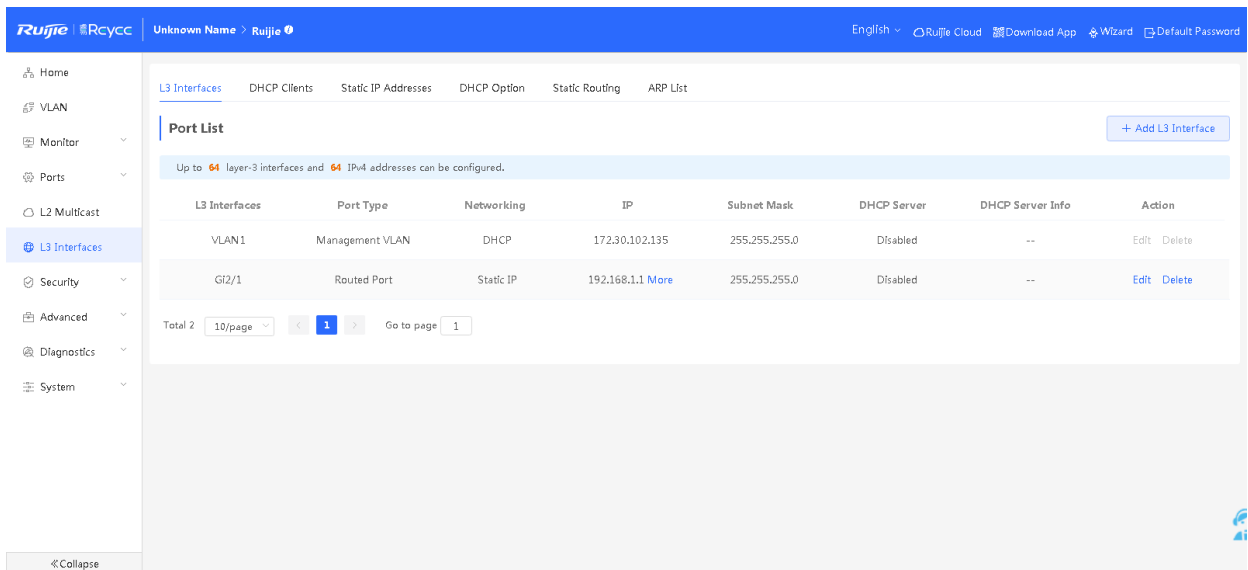 Ruijie Rcycc Unknown Name > Ruijie English Ruijie Cloud Download App Wizard Default Password
Home
VLAN
Monitor
Ports
L2 Multicast
L3 Interfaces
Security
Advanced
Diagnostics
System
«Collapse
L3 Interfaces DHCP Clients Static IP Addresses DHCP Option Static Routing ARP List
Port List + Add L3 Interface
Up to 64 layer-3 interfaces and 64 IPv4 addresses can be configured.
L3 Interfaces Port Type Networking IP Subnet Mask DHCP Server DHCP Server Info Action
VLAN1 Management VLAN DHCP 172.30.102.135 255.255.255.0 Disabled -- Edit Delete
Gi2/1 Routed Port Static IP 192.168.1.1 More 255.255.255.0 Disabled -- Edit Delete
Total 2 10/page < 1 > Go to page 1